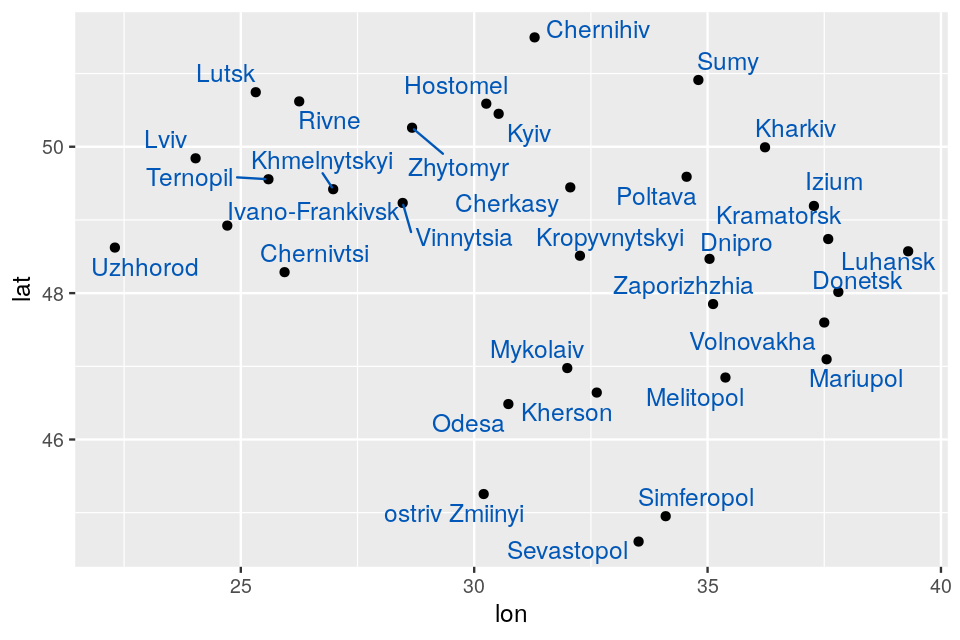 Chernihiv
Sumy
Lutsk
Hostomel
Rivne
Kharkiv
Kyiv
Lviv
50
Khmelnytskyi
Zhytomyr
Ternopil
Izium
Poltava
Cherkasy
Ivano-Frankivsk
Kramatorsk
Vinnytsia
Kropyvnytskyi
Dnipro
Chernivtsi
Uzhhorod
Luhansk
Donetsk
lat
48
Zaporizhzhia
Volnovakha
Mykolaiv
Mariupol
Melitopol
Kherson
Odesa
46
Simferopol
ostriv Zmiinyi
Sevastopol
25
30
35
40
lon